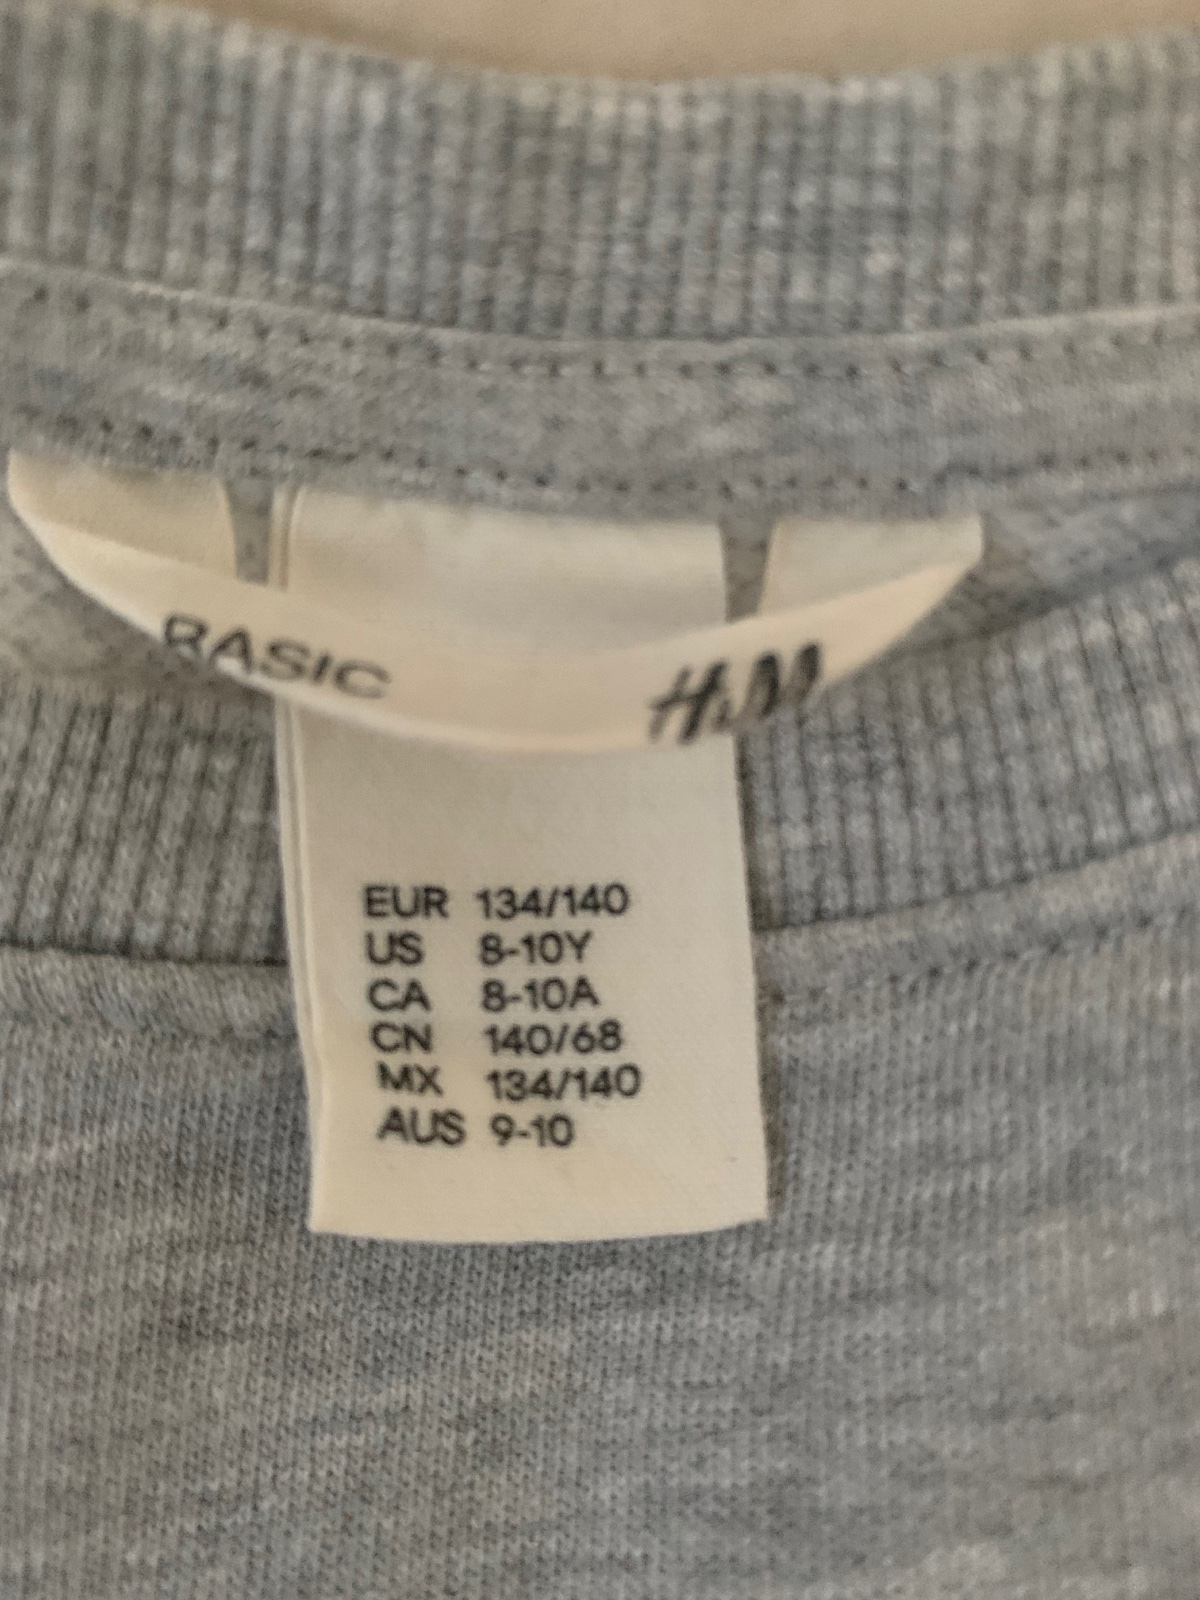 BASIC H&M
EUR 134/140
US 8-10Y
CA 8-10A
CN 140/68
MX 134/140
AUS 9-10